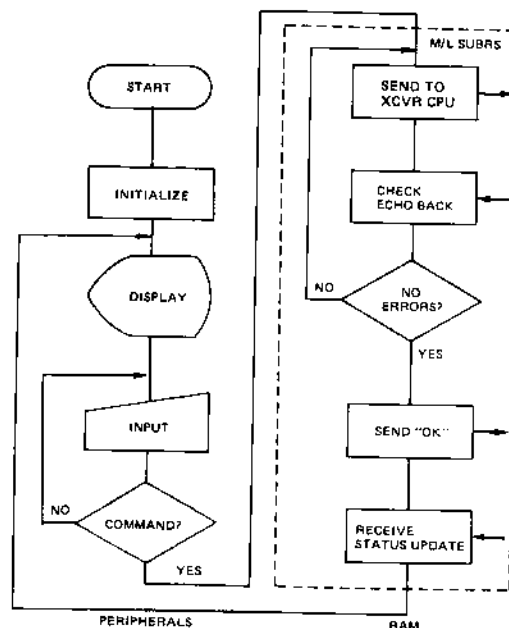 START
INITIALIZE
DISPLAY
INPUT
NO
COMMAND?
YES
M/L SUBRS
SEND TO
XCVR CPU
CHECK
ECHO BACK
NO
NO
ERRORS?
YES
SEND "OK"
RECEIVE
STATUS UPDATE
PERIPHERALS
RAM